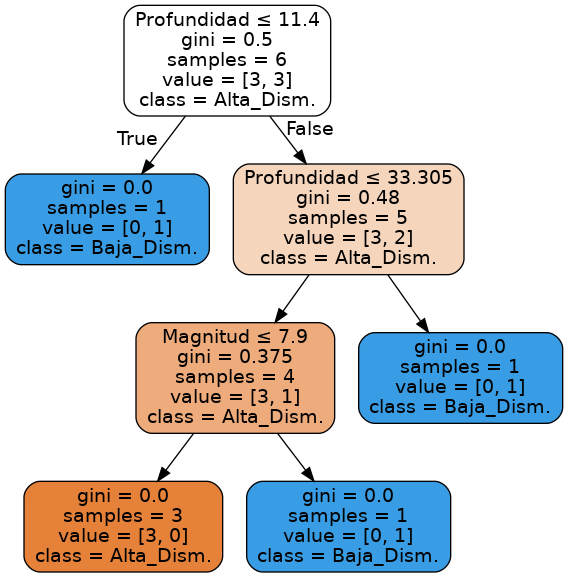 Profundidad ≤ 11.4
gini = 0.5
samples = 6
value = [3, 3]
class = Alta_Dism.
True
False
gini = 0.0
samples = 1
value = [0, 1]
class = Baja_Dism.
Profundidad ≤ 33.305
gini = 0.48
samples = 5
value = [3, 2]
class = Alta_Dism.
Magnitud ≤ 7.9
gini = 0.375
samples = 4
value = [3, 1]
class = Alta_Dism.
gini = 0.0
samples = 1
value = [0, 1]
class = Baja_Dism.
gini = 0.0
samples = 3
value = [3, 0]
class = Alta_Dism.
gini = 0.0
samples = 1
value = [0, 1]
class = Baja_Dism.